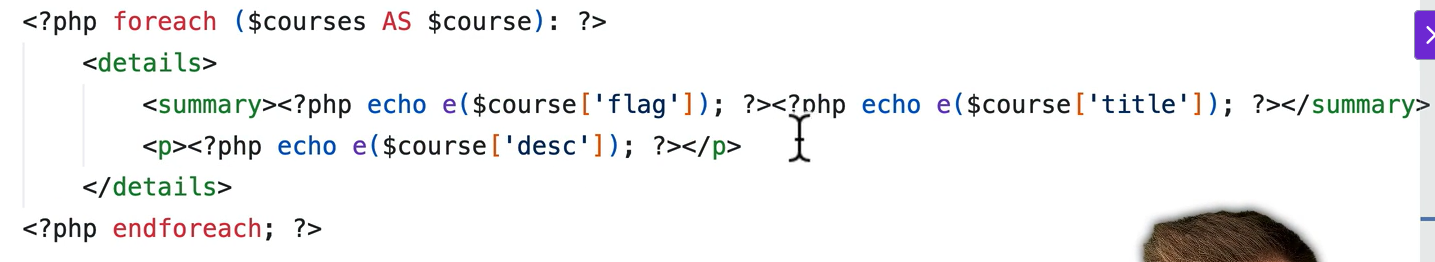 <?php foreach ($courses AS $course): ?>
<details>
<summary><?php echo e($course['flag']); ?><?php echo e($course['title']); ?></summary>
<p><?php echo e($course['desc']); ?></p>
</details>
<?php endforeach; ?>